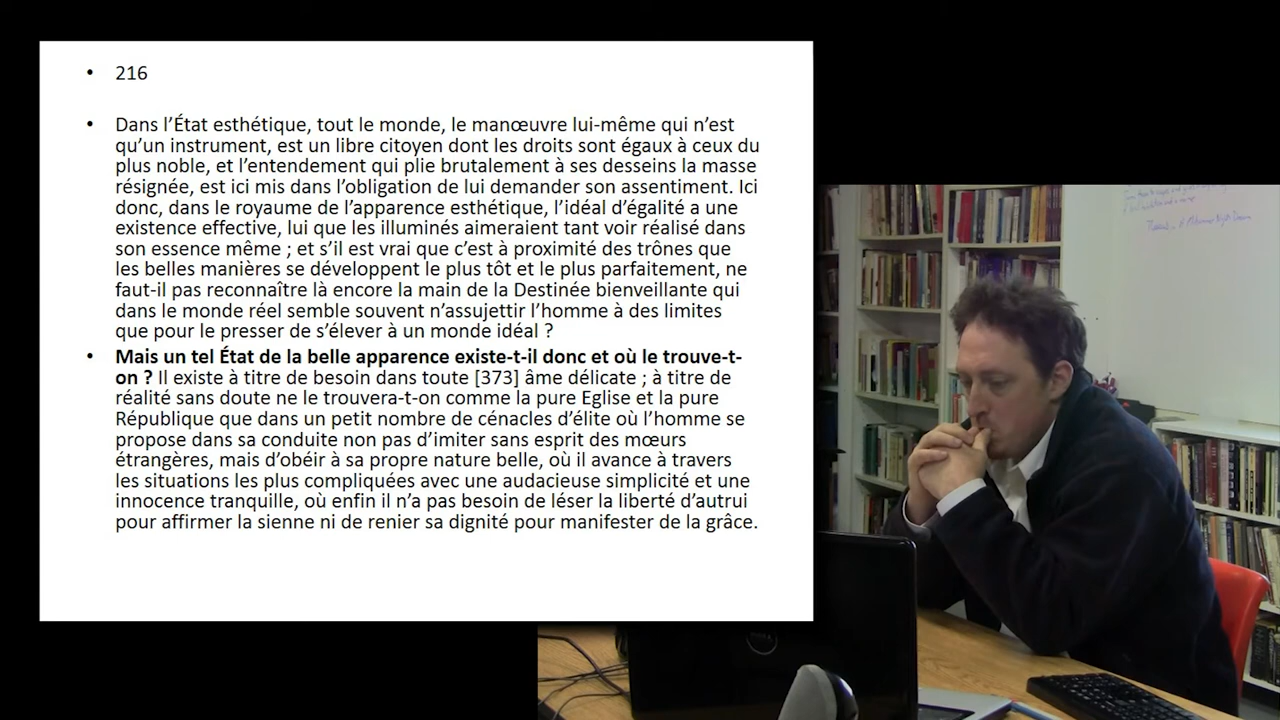 • 216
• Dans l’État esthétique, tout le monde, le manœuvre lui-même qui n’est
qu’un instrument, est un libre citoyen dont les droits sont égaux à ceux du
plus noble, et l’entendement qui plie brutalement à ses desseins la masse
résignée, est ici mis dans l’obligation de lui demander son assentiment. Ici
donc, dans le royaume de l’apparence esthétique, l’idéal d’égalité a une
existence effective, lui que les illuminés aimeraient tant voir réalisé dans
son essence même ; et s’il est vrai que c’est à proximité des trônes que
les belles manières se développent le plus tôt et le plus parfaitement, ne
faut-il pas reconnaître là encore la main de la Destinée bienveillante qui
dans le monde réel semble souvent n’assujettir l’homme à des limites
que pour le presser de s’élever à un monde idéal ?
• Mais un tel État de la belle apparence existe-t-il donc et où le trouve-t-
on ? Il existe à titre de besoin dans toute [373] âme délicate ; à titre de
réalité sans doute ne le trouvera-t-on comme la pure Eglise et la pure
République que dans un petit nombre de cénacles d’élite où l’homme se
propose dans sa conduite non pas d’imiter sans esprit des mœurs
étrangères, mais d’obéir à sa propre nature belle, où il avance à travers
les situations les plus compliquées avec une audacieuse simplicité et une
innocence tranquille, où enfin il n’a pas besoin de léser la liberté d’autrui
pour affirmer la sienne ni de renier sa dignité pour manifester de la grâce.